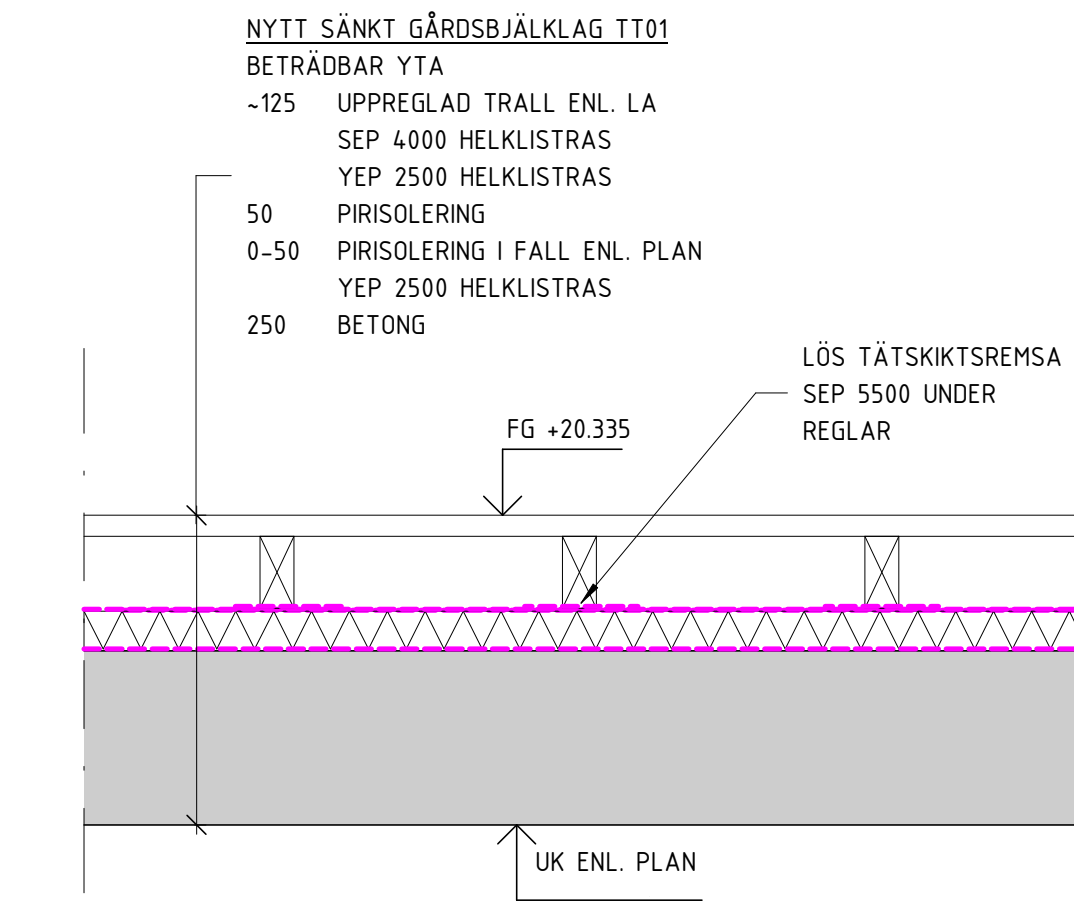 NYTT SÄNKT GÅRDSBJÄLKLAG TT01
BETRÄDBAR YTA
~125 UPPREGLAD TRALL ENL. LA
SEP 4000 HELKLISTRAS
YEP 2500 HELKLISTRAS
50 PIRISOLERING
0-50 PIRISOLERING I FALL ENL. PLAN
YEP 2500 HELKLISTRAS
250 BETONG
LÖS TÄTSKIKTSREMSA
SEP 5500 UNDER
REGLAR
FG +20.335
UK ENL. PLAN